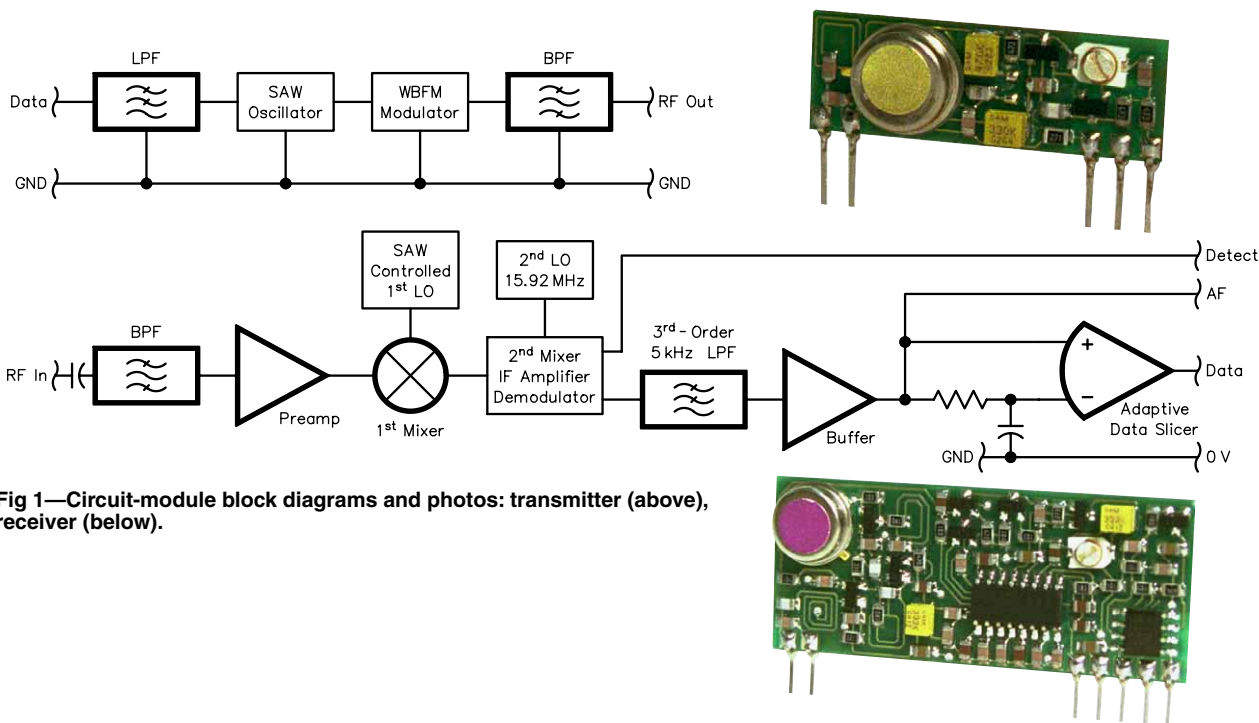 LPF
BPF
Data
SAW
Oscillator
WBFM
Modulator
RF Out
GND
GND
SAW
Controlled
1st LO
2nd LO
15.92 MHz
Detect
AF
BPF
3rd-Order
5 kHz LPF
RF In
2nd Mixer
IF Amplifier
Demodulator
+
−
Data
Preamp
1st Mixer
Buffer
Adaptive
Data Slicer
GND
0 V
Fig 1—Circuit-module block diagrams and photos: transmitter (above),
receiver (below).
330K